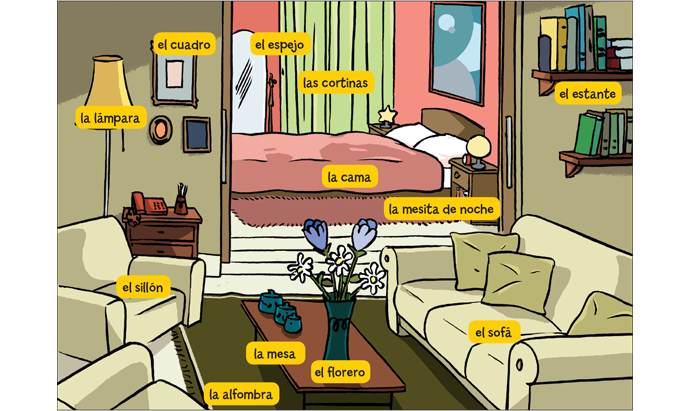 el cuadro
el espejo
las cortinas
el estante
la lámpara
la cama
la mesita de noche
el sillón
el sofá
la mesa
el florero
la alfombra